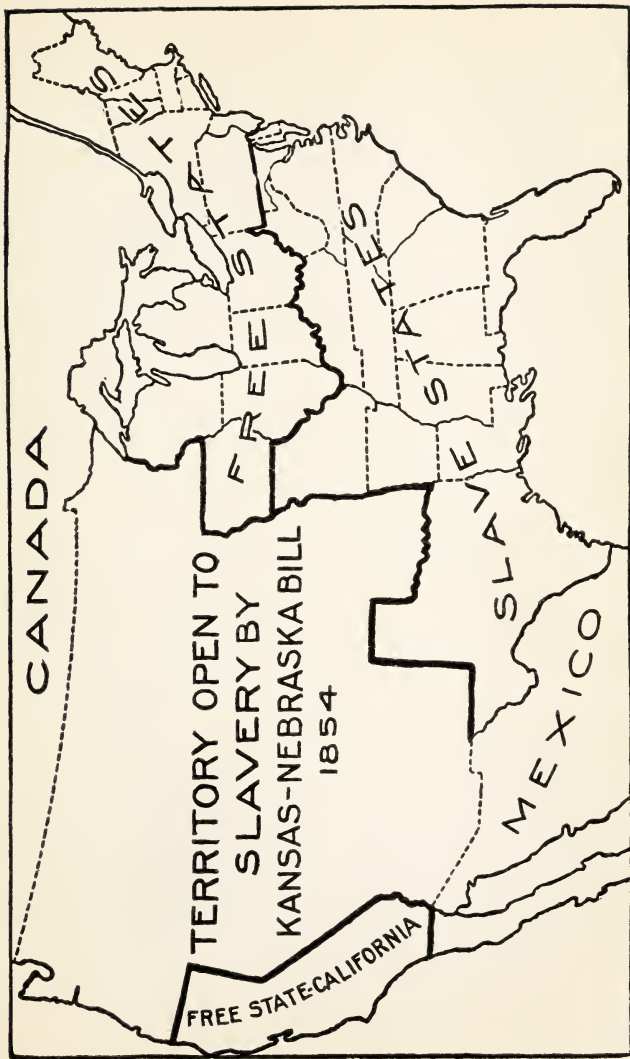 CANADA
FREE STATES
TERRITORY OPEN TO
SLAVERY BY
KANSAS-NEBRASKA BILL
1854
FREE STATE-CALIFORNIA
SLAVE STATES
MEXICO